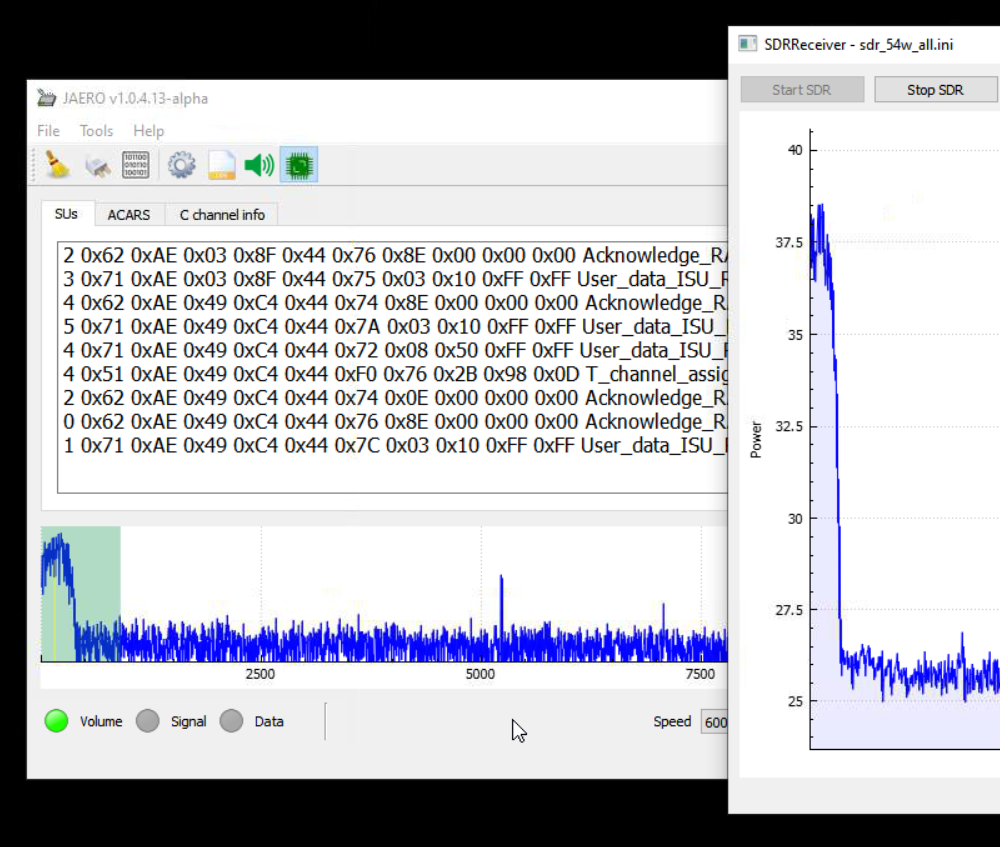 SDRReceiver - sdr_54w_all.ini
Start SDR Stop SDR
JAERO v1.0.4.13-alpha
File Tools Help
SUs ACARS C channel info
2 0x62 0xAE 0x03 0x8F 0x44 0x76 0x8E 0x00 0x00 0x00 Acknowledge_RA
3 0x71 0xAE 0x03 0x8F 0x44 0x75 0x03 0x10 0xFF 0xFF User_data_ISU_R
4 0x62 0xAE 0x49 0xC4 0x44 0x74 0x8E 0x00 0x00 0x00 Acknowledge_R
5 0x71 0xAE 0x49 0xC4 0x44 0x7A 0x03 0x10 0xFF 0xFF User_data_ISU_
4 0x71 0xAE 0x49 0xC4 0x44 0x72 0x08 0x50 0xFF 0xFF User_data_ISU_
4 0x51 0xAE 0x49 0xC4 0x44 0xF0 0x76 0x2B 0x98 0x0D T_channel_assig
2 0x62 0xAE 0x49 0xC4 0x44 0x74 0x0E 0x00 0x00 0x00 Acknowledge_R
0 0x62 0xAE 0x49 0xC4 0x44 0x76 0x8E 0x00 0x00 0x00 Acknowledge_RA
1 0x71 0xAE 0x49 0xC4 0x44 0x7C 0x03 0x10 0xFF 0xFF User_data_ISU_
2500 5000 7500
Volume Signal Data Speed 600
40
37.5
35
32.5
30
27.5
25
Power